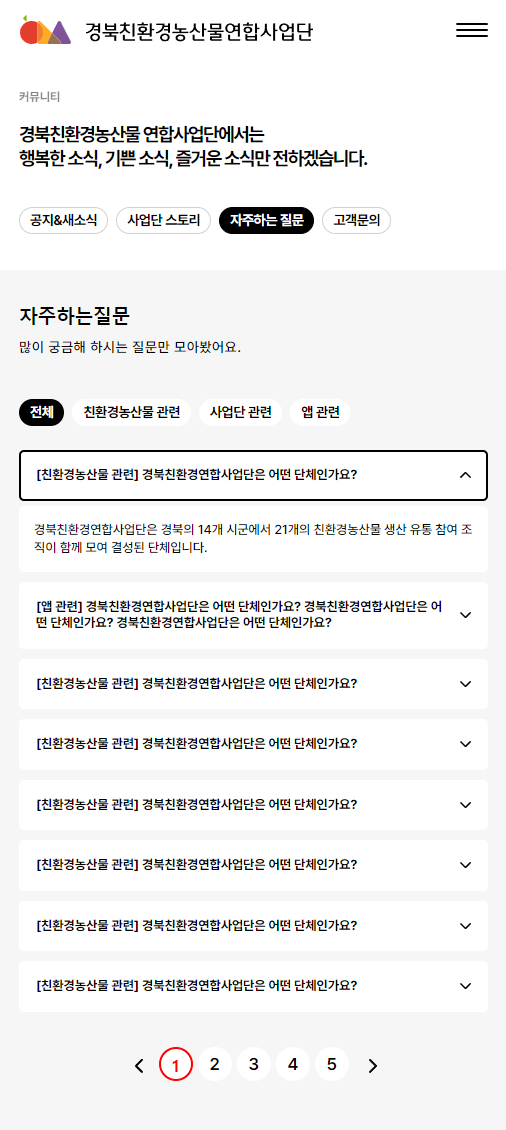 경북친환경농산물연합사업단
커뮤니티
경북친환경농산물 연합사업단에서는
행복한 소식, 기쁜 소식, 즐거운 소식만 전하겠습니다.
공지&새소식 사업단 스토리 자주하는 질문 고객문의
자주하는질문
많이 궁금해 하시는 질문만 모아봤어요.
전체 친환경농산물 관련 사업단 관련 앱 관련
[친환경농산물 관련] 경북친환경연합사업단은 어떤 단체인가요?
경북친환경연합사업단은 경북의 14개 시군에서 21개의 친환경농산물 생산 유통 참여 조
직이 함께 모여 결성된 단체입니다.
[앱 관련] 경북친환경연합사업단은 어떤 단체인가요? 경북친환경연합사업단은 어
떤 단체인가요? 경북친환경연합사업단은 어떤 단체인가요?
[친환경농산물 관련] 경북친환경연합사업단은 어떤 단체인가요?
[친환경농산물 관련] 경북친환경연합사업단은 어떤 단체인가요?
[친환경농산물 관련] 경북친환경연합사업단은 어떤 단체인가요?
[친환경농산물 관련] 경북친환경연합사업단은 어떤 단체인가요?
[친환경농산물 관련] 경북친환경연합사업단은 어떤 단체인가요?
[친환경농산물 관련] 경북친환경연합사업단은 어떤 단체인가요?
1 2 3 4 5